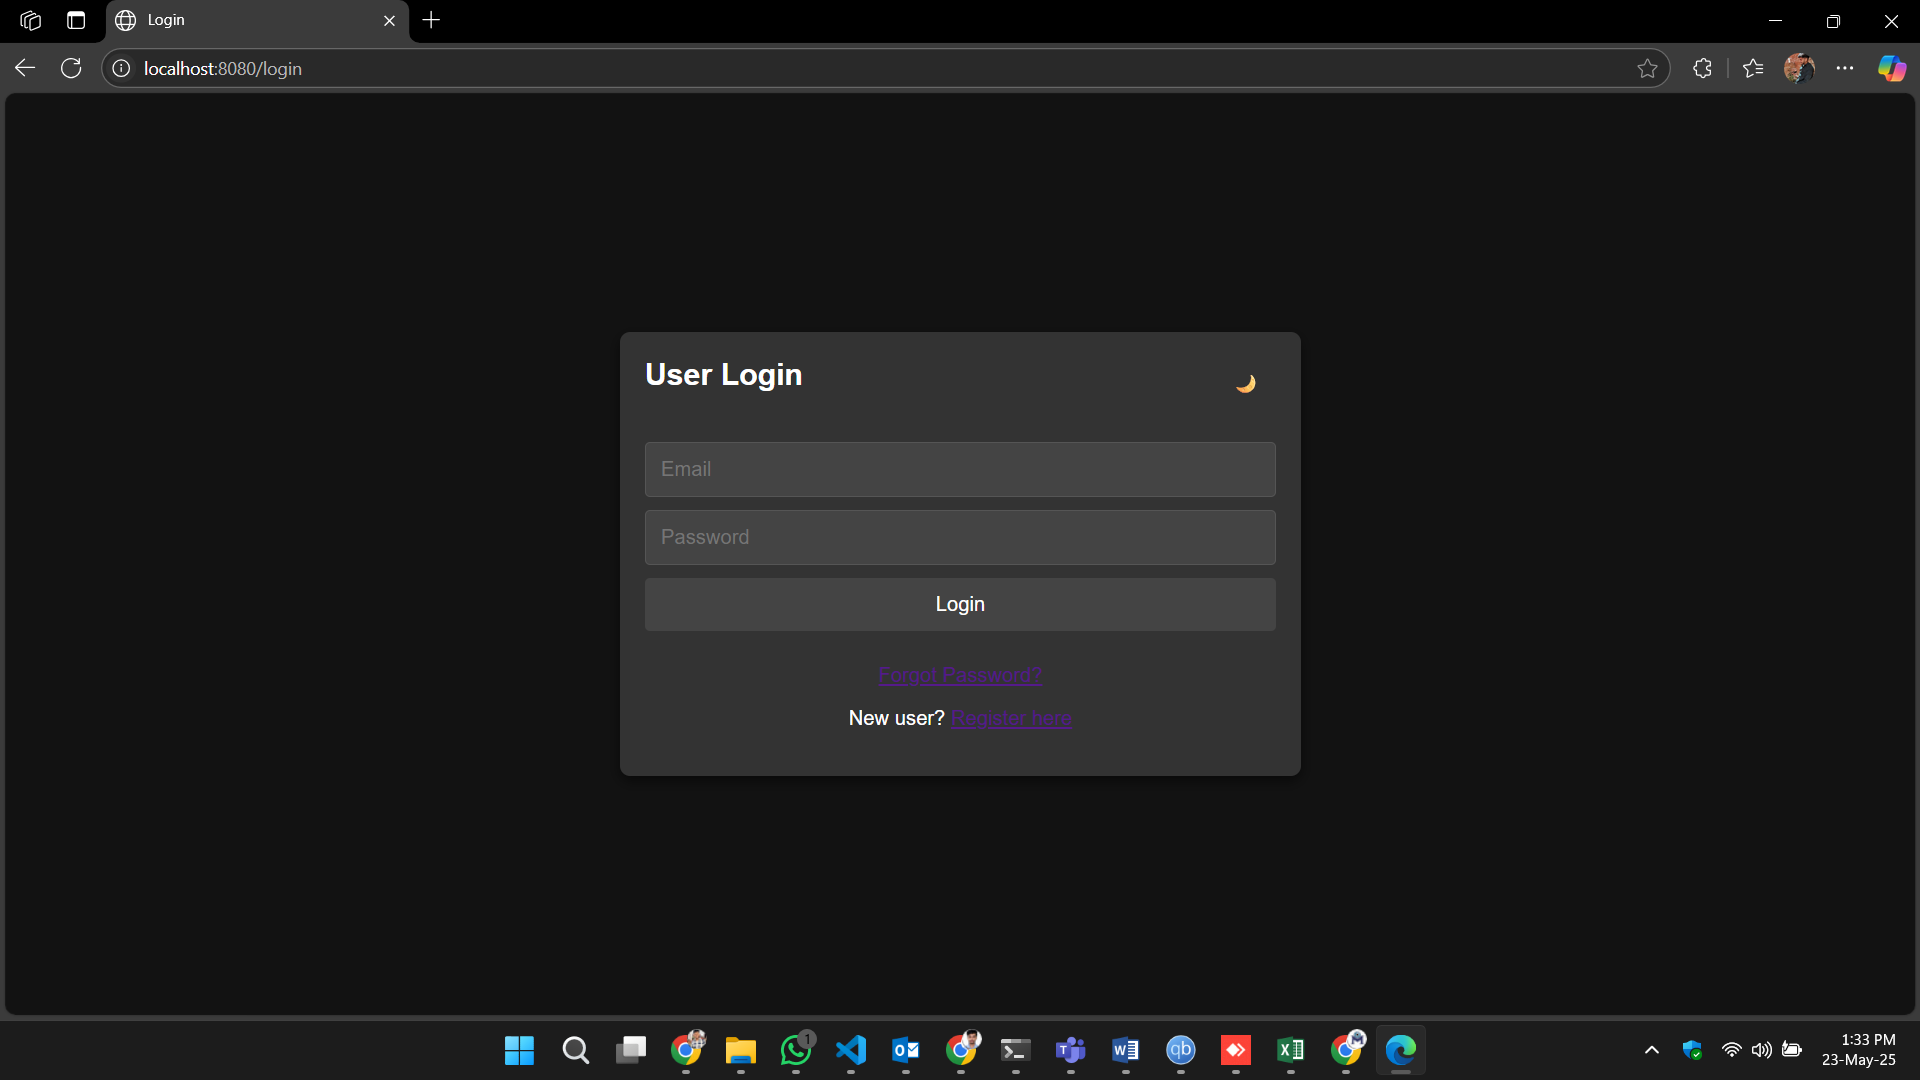 Login
localhost:8080/login
User Login
Email
Password
Login
Forgot Password?
New user? Register here
1
qb
1:33 PM
23-May-25